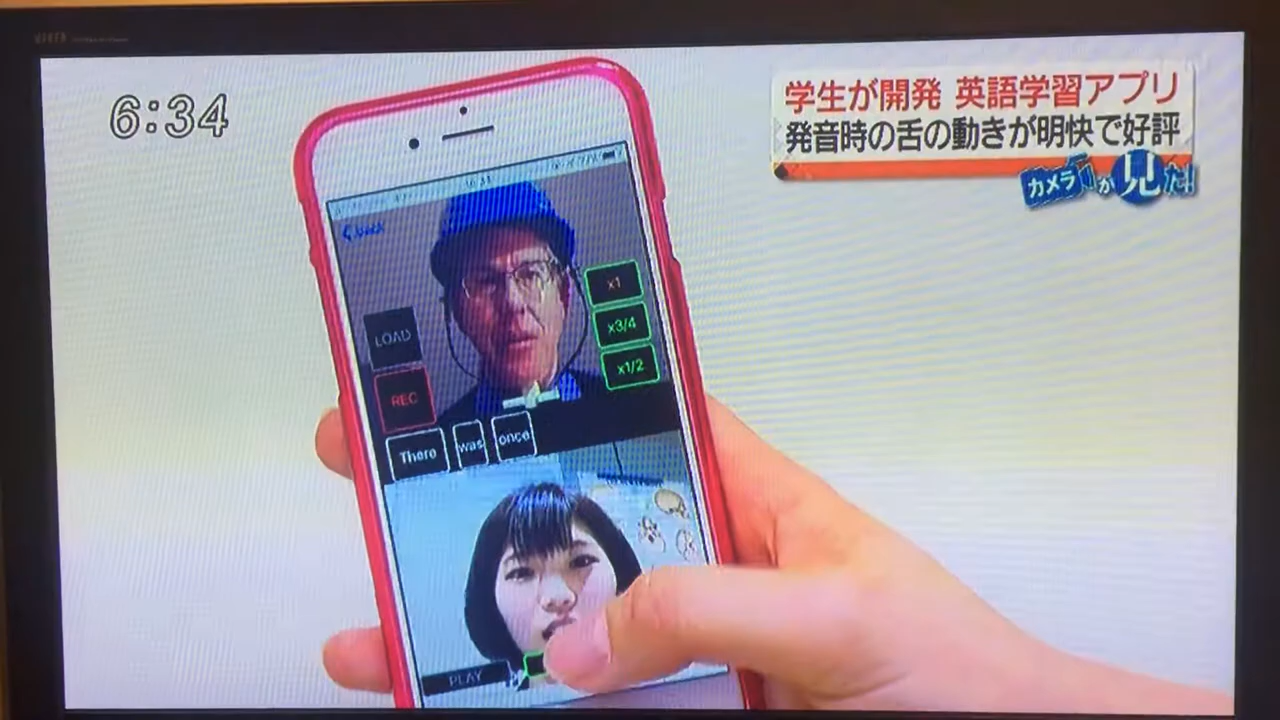 6:34
学生が開発 英語学習アプリ
発音時の舌の動きが明快で好評
カメラが見た!
back
x1
LOAD
x3/4
REC
x1/2
There was once
PLAY